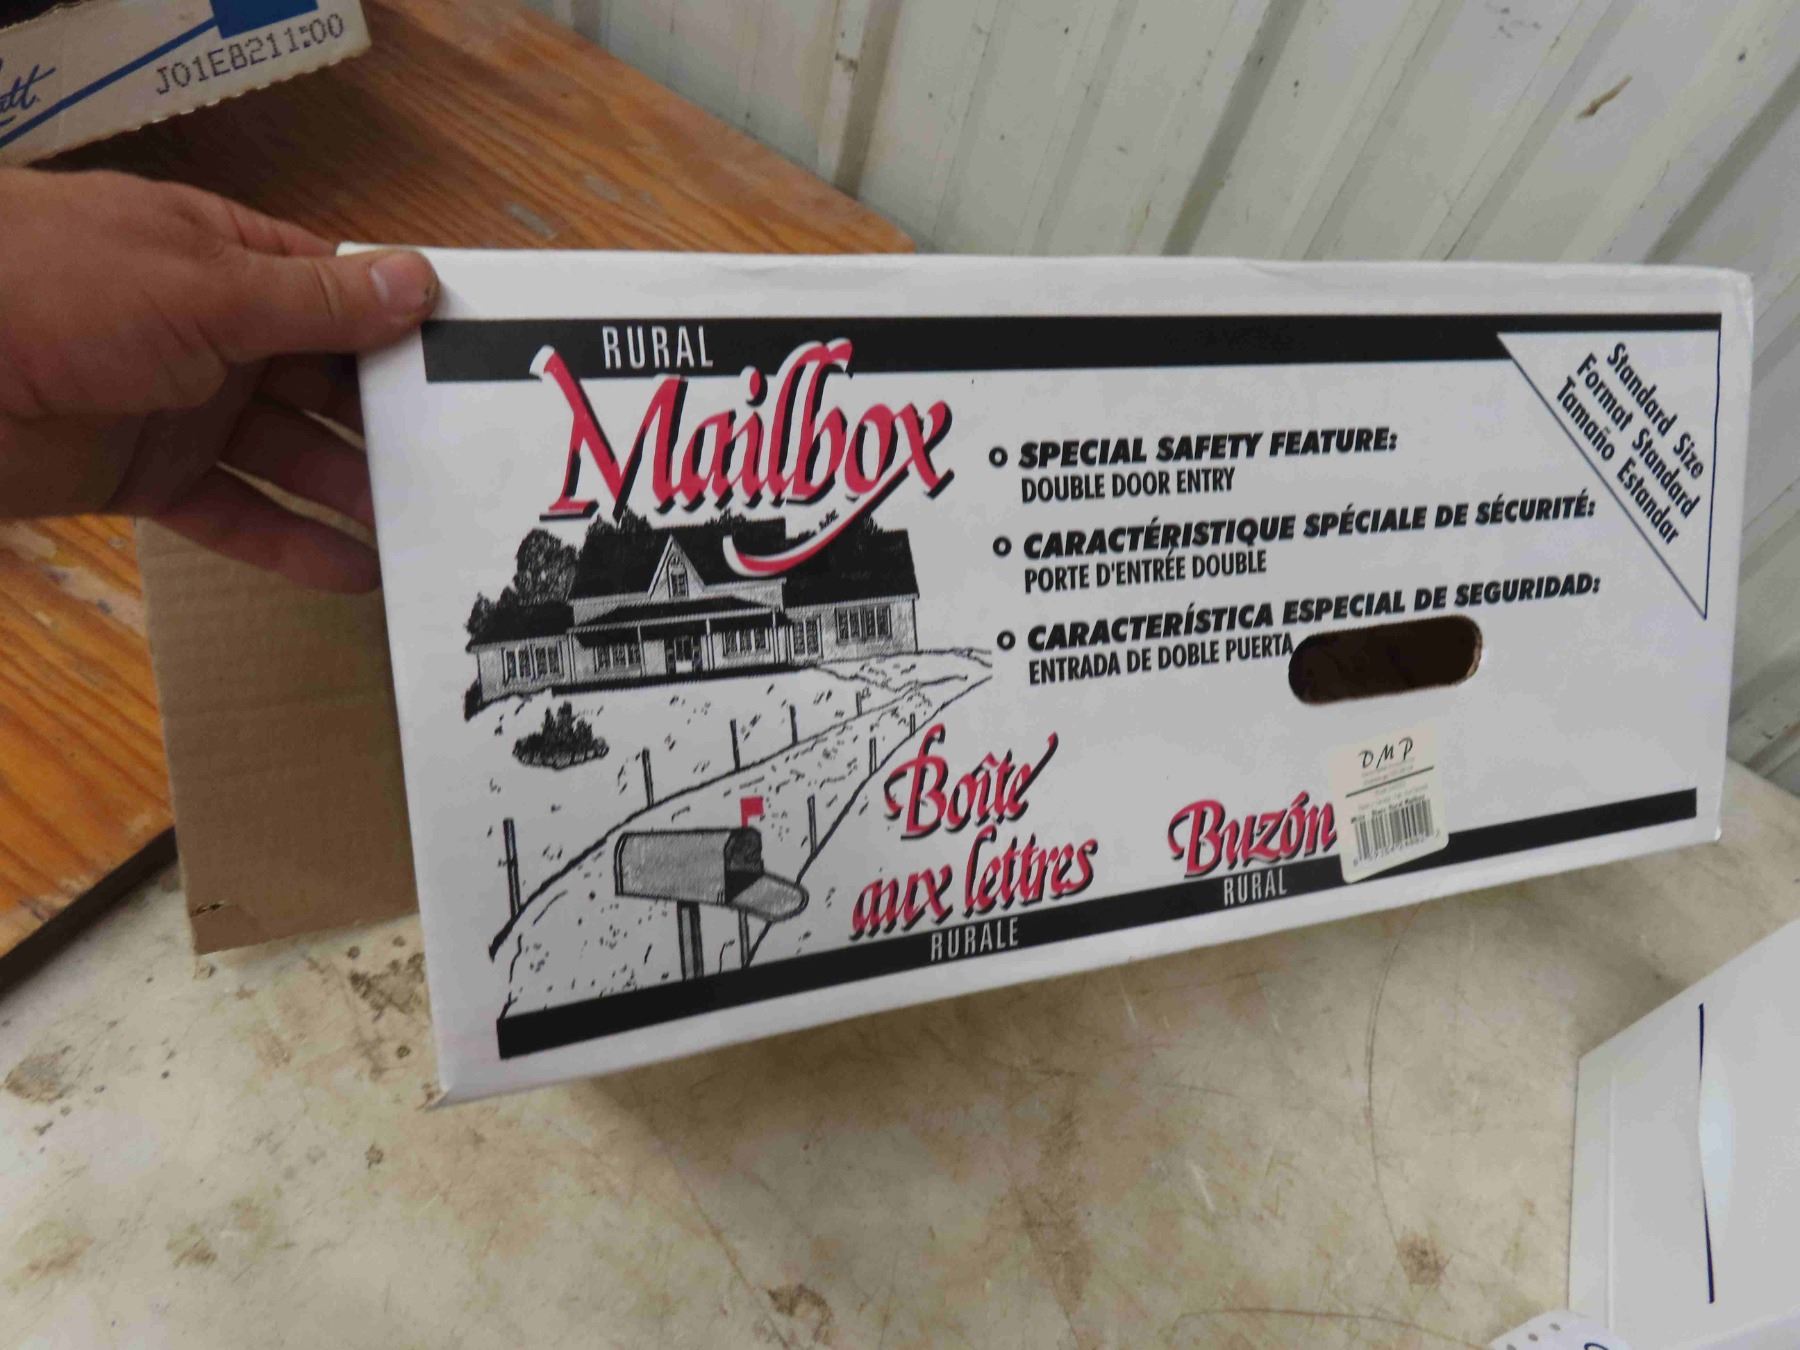 J01E8211:00
RURAL
Mailbox
SPECIAL SAFETY FEATURE:
DOUBLE DOOR ENTRY
CARACTÉRISTIQUE SPÉCIALE DE SÉCURITÉ:
PORTE D'ENTRÉE DOUBLE
CARACTERÍSTICA ESPECIAL DE SEGURIDAD:
ENTRADA DE DOBLE PUERTA
Standard Size
Format Standard
Tamaño Estandar
Boîte
aux lettres
RURALE
Buzón
RURAL
DMP